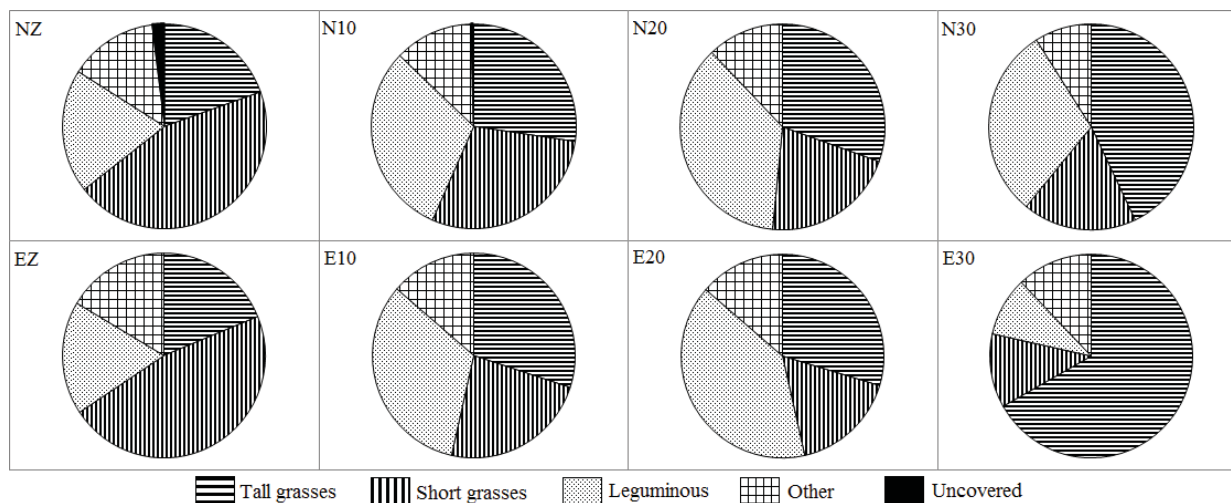 NZ N10 N20 N30
EZ E10 E20 E30
Tall grasses Short grasses Leguminous Other Uncovered